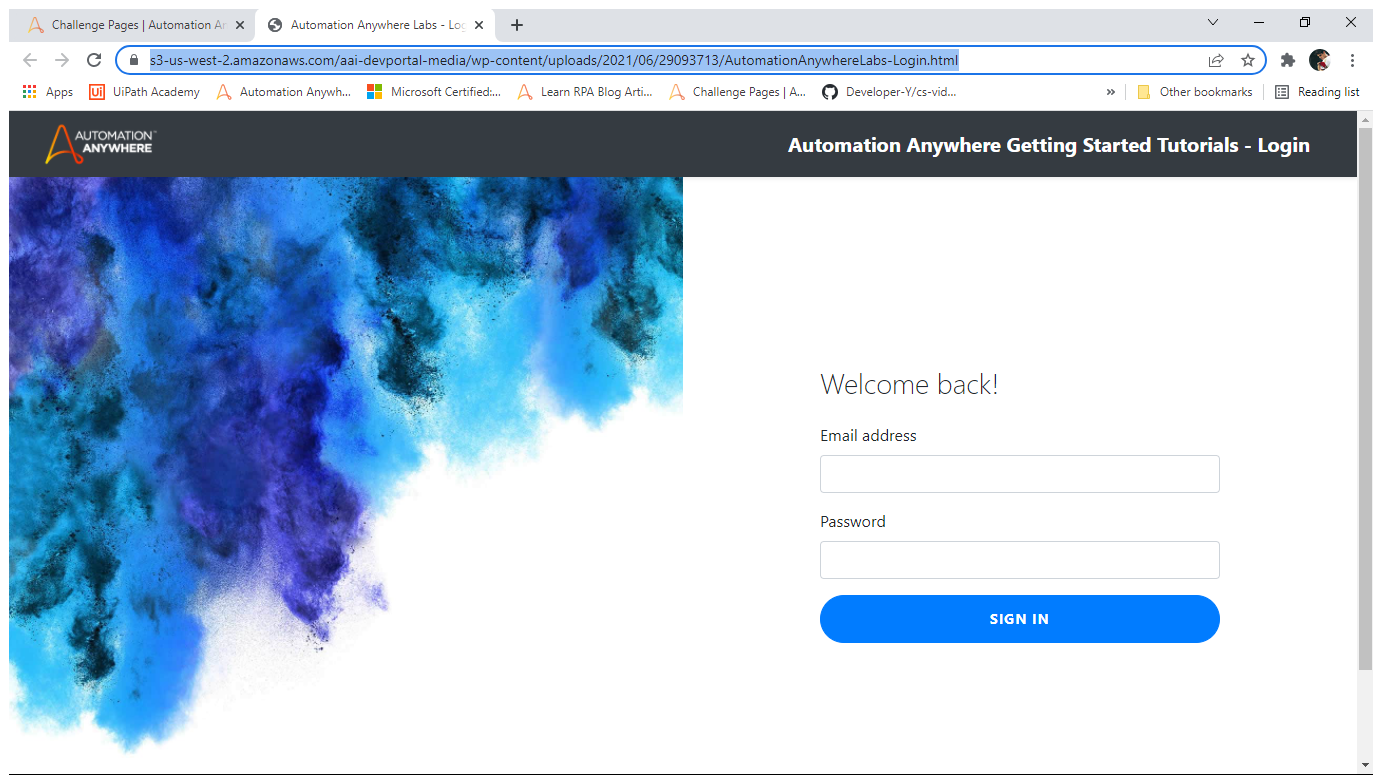 Challenge Pages | Automation An
Automation Anywhere Labs - Log
s3-us-west-2.amazonaws.com/aai-devportal-media/wp-content/uploads/2021/06/29093713/AutomationAnywhereLabs-Login.html
Apps
Ui
UiPath Academy
Automation Anywh...
Microsoft Certified:...
Learn RPA Blog Arti...
Challenge Pages | A...
Developer-Y/cs-vid...
»
Other bookmarks
Reading list
AUTOMATION™
ANYWHERE
Automation Anywhere Getting Started Tutorials - Login
Welcome back!
Email address
Password
SIGN IN